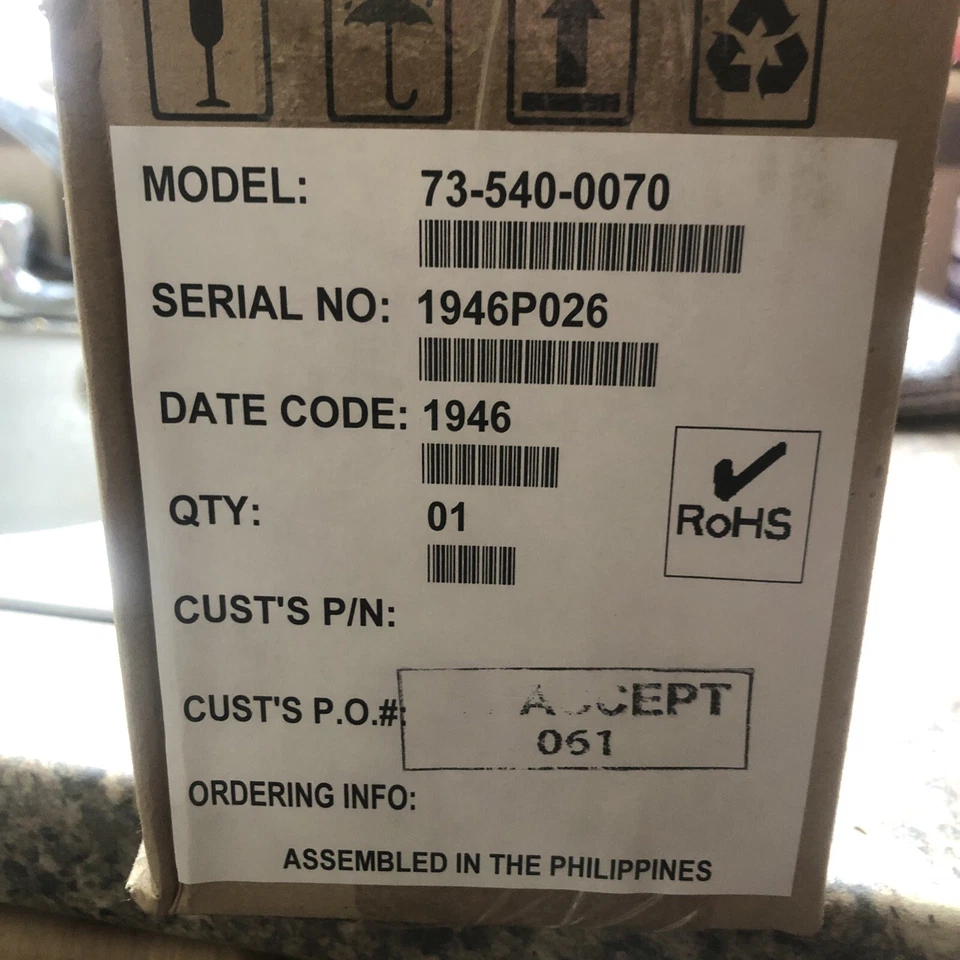 MODEL: 73-540-0070
SERIAL NO: 1946P026
DATE CODE: 1946
QTY: 01
RoHS
CUST'S P/N:
CUST'S P.O.#:
ACCEPT
061
ORDERING INFO:
ASSEMBLED IN THE PHILIPPINES